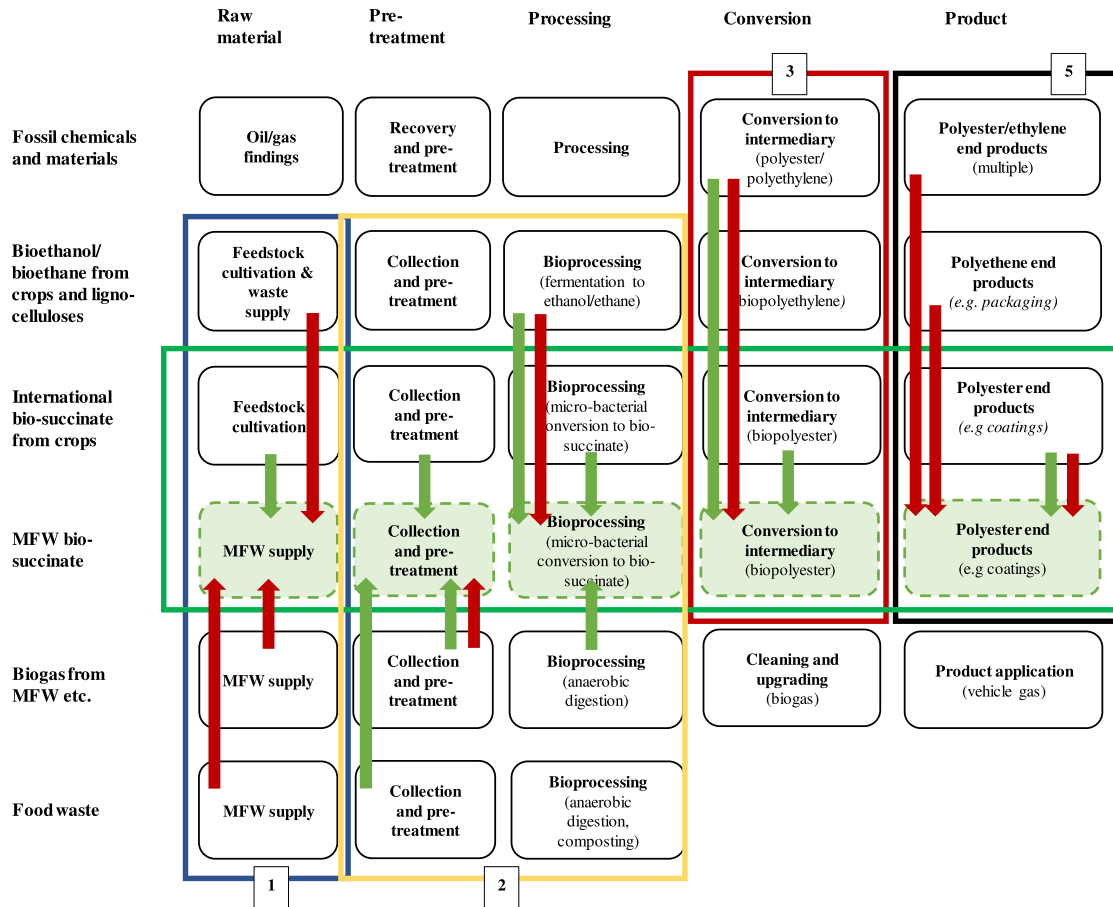 Raw
material
Pre-
treatment
Processing
Conversion
Product
3
5
Fossil chemicals
and materials
Oil/gas
findings
Recovery
and pre-
treatment
Processing
Conversion to
intermediary
(polyester/
polyethylene)
Polyester/ethylene
end products
(multiple)
Bioethanol/
bioethane from
crops and ligno-
celluloses
Feedstock
cultivation &
waste
supply
Collection
and pre-
treatment
Bioprocessing
(fermentation to
ethanol/ethane)
Conversion to
intermediary
(biopolyethylene)
Polyethene end
products
(e.g. packaging)
International
bio-succinate
from crops
Feedstock
cultivation
Collection
and pre-
treatment
Bioprocessing
(micro-bacterial
conversion to bio-
succinate)
Conversion to
intermediary
(biopolyester)
Polyester end
products
(e.g coatings)
MFW bio-
succinate
MFW supply
Collection
and pre-
treatment
Bioprocessing
(micro-bacterial
conversion to bio-
succinate)
Conversion to
intermediary
(biopolyester)
Polyester end
products
(e.g coatings)
Biogas from
MFW etc.
MFW supply
Collection
and pre-
treatment
Bioprocessing
(anaerobic
digestion)
Cleaning and
upgrading
(biogas)
Product application
(vehicle gas)
Food waste
MFW supply
Collection
and pre-
treatment
Bioprocessing
(anaerobic
digestion,
composting)
1
2